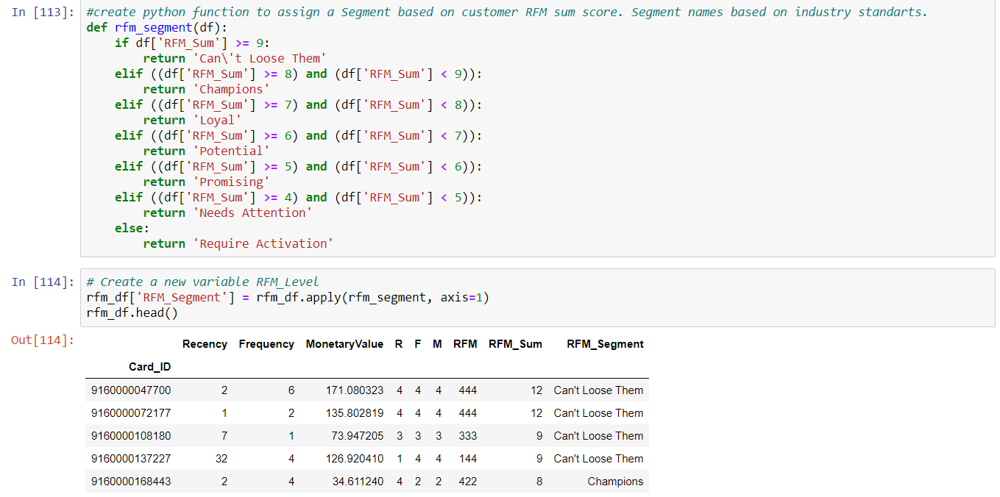 In [113]: #create python function to assign a Segment based on customer RFM sum score. Segment names based on industry standarts.
def rfm_segment(df):
    if df['RFM_Sum'] >= 9:
        return 'Can\'t Loose Them'
    elif ((df['RFM_Sum'] >= 8) and (df['RFM_Sum'] < 9)):
        return 'Champions'
    elif ((df['RFM_Sum'] >= 7) and (df['RFM_Sum'] < 8)):
        return 'Loyal'
    elif ((df['RFM_Sum'] >= 6) and (df['RFM_Sum'] < 7)):
        return 'Potential'
    elif ((df['RFM_Sum'] >= 5) and (df['RFM_Sum'] < 6)):
        return 'Promising'
    elif ((df['RFM_Sum'] >= 4) and (df['RFM_Sum'] < 5)):
        return 'Needs Attention'
    else:
        return 'Require Activation'
In [114]: # Create a new variable RFM_Level
rfm_df['RFM_Segment'] = rfm_df.apply(rfm_segment, axis=1)
rfm_df.head()
Out[114]:
Recency Frequency MonetaryValue R F M RFM RFM_Sum RFM_Segment
Card_ID
9160000047700 2 6 171.080323 4 4 4 444 12 Can't Loose Them
9160000072177 1 2 135.802819 4 4 4 444 12 Can't Loose Them
9160000108180 7 1 73.947205 3 3 3 333 9 Can't Loose Them
9160000137227 32 4 126.920410 1 4 4 144 9 Can't Loose Them
9160000168443 2 4 34.611240 4 2 2 422 8 Champions